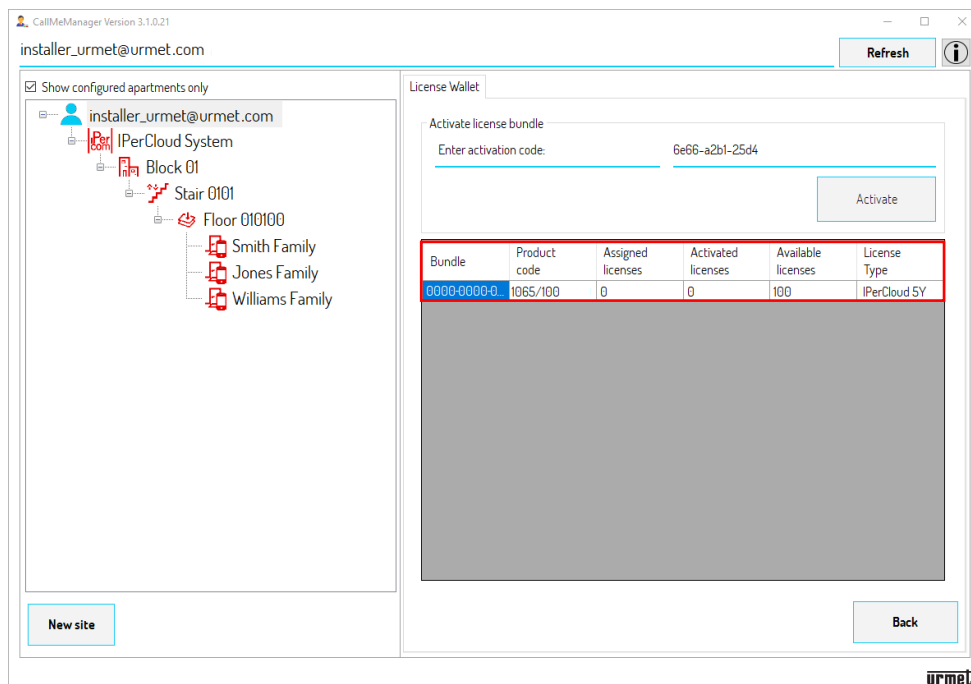 CallMeManager Version 3.1.0.21
installer_urmet@urmet.com
Refresh
Show configured apartments only
installer_urmet@urmet.com
IPerCom
IPerCloud System
Block 01
Stair 0101
Floor 010100
Smith Family
Jones Family
Williams Family
New site
License Wallet
Activate license bundle
Enter activation code: 6e66-a2b1-25d4
Activate
Bundle Product code Assigned licenses Activated licenses Available licenses License Type
0000-0000-0... 1065/100 0 0 100 IPerCloud 5Y
Back
urmet